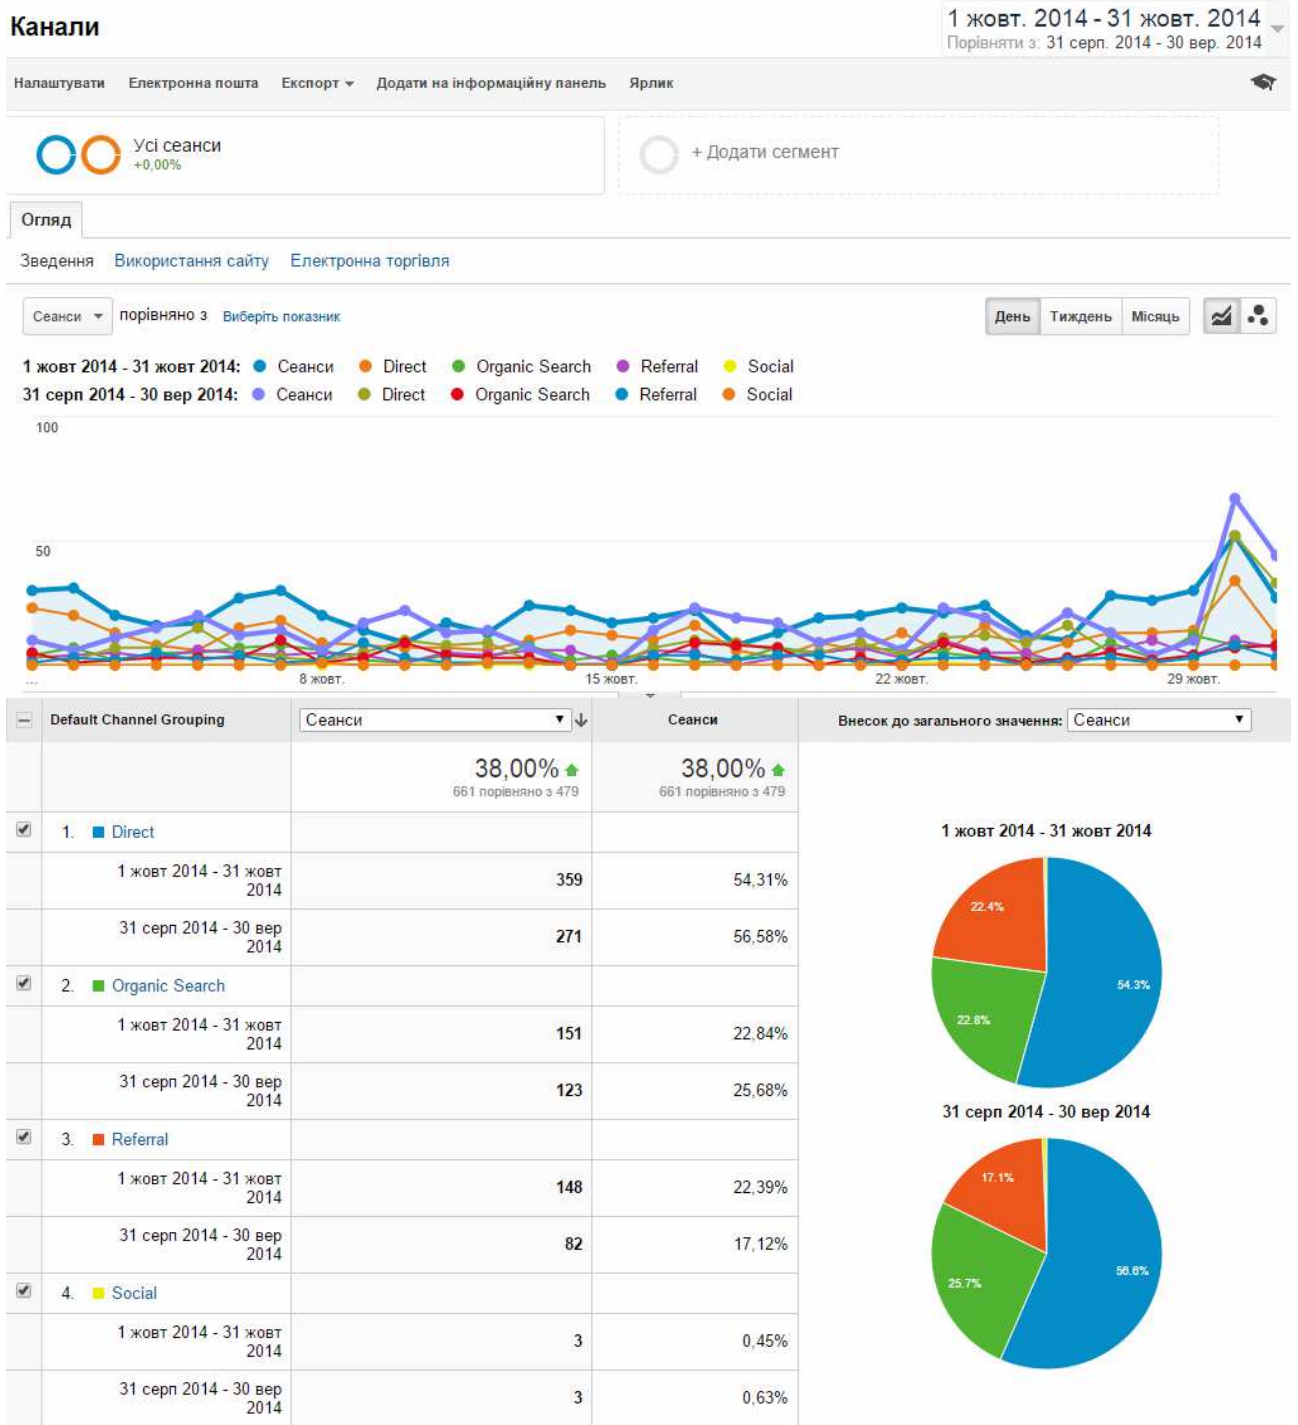 Канали
1 жовт. 2014 - 31 жовт. 2014
Порівняти з: 31 серп. 2014 - 30 вер. 2014
Налаштувати Електронна пошта Експорт Додати на інформаційну панель Ярлик
Усі сеанси
+0,00%
+ Додати сегмент
Огляд
Зведення Використання сайту Електронна торгівля
Сеанси порівняно з Виберіть показник День Тиждень Місяць
1 жовт 2014 - 31 жовт 2014: Сеанси Direct Organic Search Referral Social
31 серп 2014 - 30 вер 2014: Сеанси Direct Organic Search Referral Social
100
50
... 8 жовт. 15 жовт. 22 жовт. 29 жовт.
Default Channel Grouping Сеанси Сеанси Внесок до загального значення: Сеанси
38,00% 38,00%
661 порівняно з 479 661 порівняно з 479
1. Direct
1 жовт 2014 - 31 жовт
2014
359 54,31%
31 серп 2014 - 30 вер
2014
271 56,58%
2. Organic Search
1 жовт 2014 - 31 жовт
2014
151 22,84%
31 серп 2014 - 30 вер
2014
123 25,68%
3. Referral
1 жовт 2014 - 31 жовт
2014
148 22,39%
31 серп 2014 - 30 вер
2014
82 17,12%
4. Social
1 жовт 2014 - 31 жовт
2014
3 0,45%
31 серп 2014 - 30 вер
2014
3 0,63%
1 жовт 2014 - 31 жовт 2014
22.4%
54.3%
22.8%
31 серп 2014 - 30 вер 2014
17.1%
56.6%
25.7%